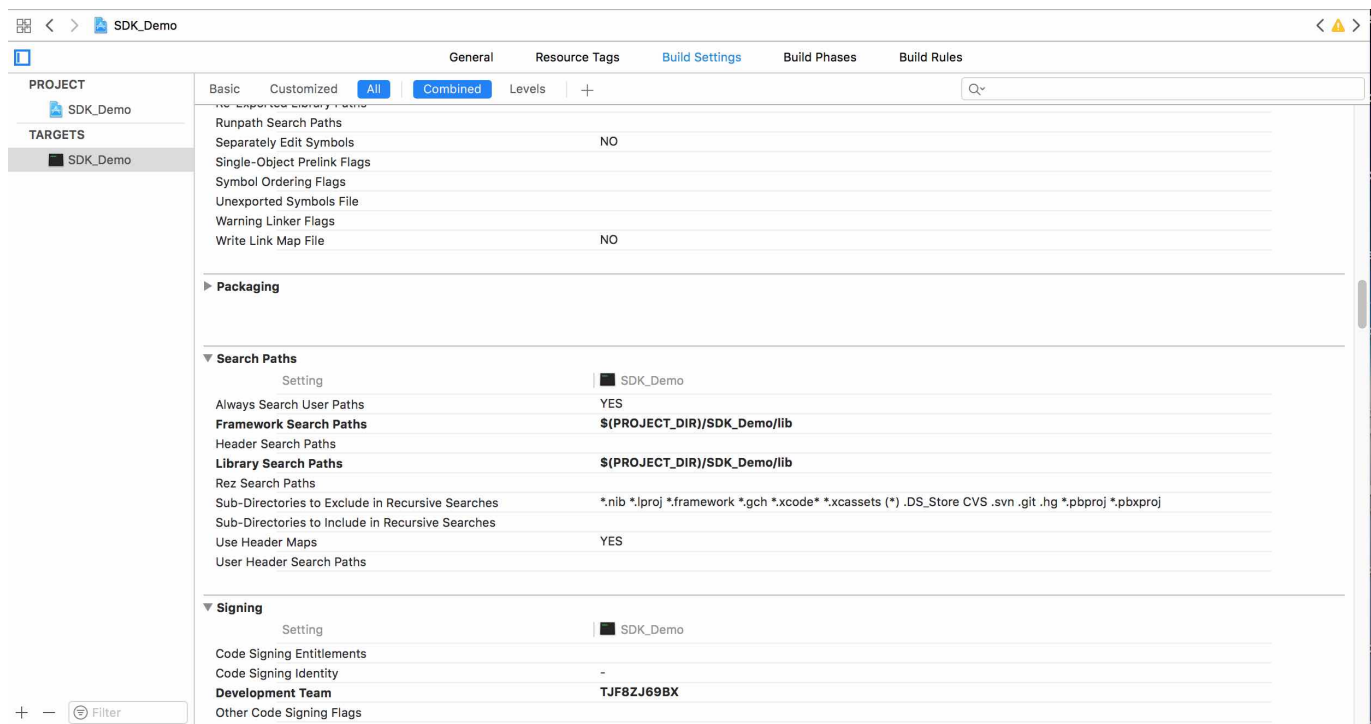 SDK_Demo
General Resource Tags Build Settings Build Phases Build Rules
PROJECT
SDK_Demo
TARGETS
SDK_Demo
Basic Customized All Combined Levels +
Re-Exported Library Paths
Runpath Search Paths
Separately Edit Symbols NO
Single-Object Prelink Flags
Symbol Ordering Flags
Unexported Symbols File
Warning Linker Flags
Write Link Map File NO
Packaging
Search Paths
Setting SDK_Demo
Always Search User Paths YES
Framework Search Paths $(PROJECT_DIR)/SDK_Demo/lib
Header Search Paths
Library Search Paths $(PROJECT_DIR)/SDK_Demo/lib
Rez Search Paths
Sub-Directories to Exclude in Recursive Searches *.nib *.lproj *.framework *.gch *.xcode* *.xcassets (*) .DS_Store CVS .svn .git .hg *.pbproj *.pbxproj
Sub-Directories to Include in Recursive Searches
Use Header Maps YES
User Header Search Paths
Signing
Setting SDK_Demo
Code Signing Entitlements
Code Signing Identity -
Development Team TJF8ZJ69BX
Other Code Signing Flags
+ − Filter